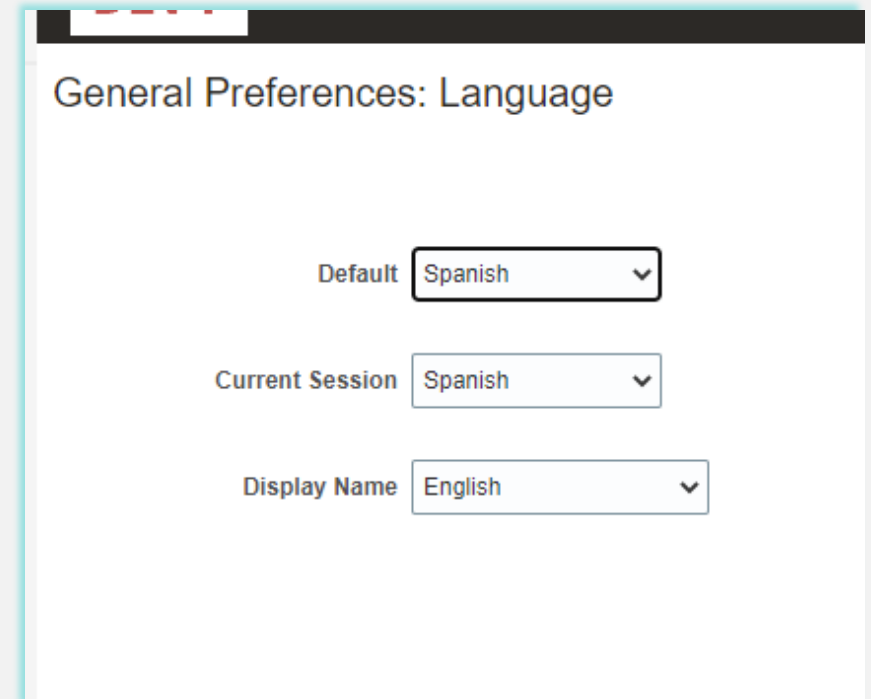 General Preferences: Language
Default Spanish
Current Session Spanish
Display Name English